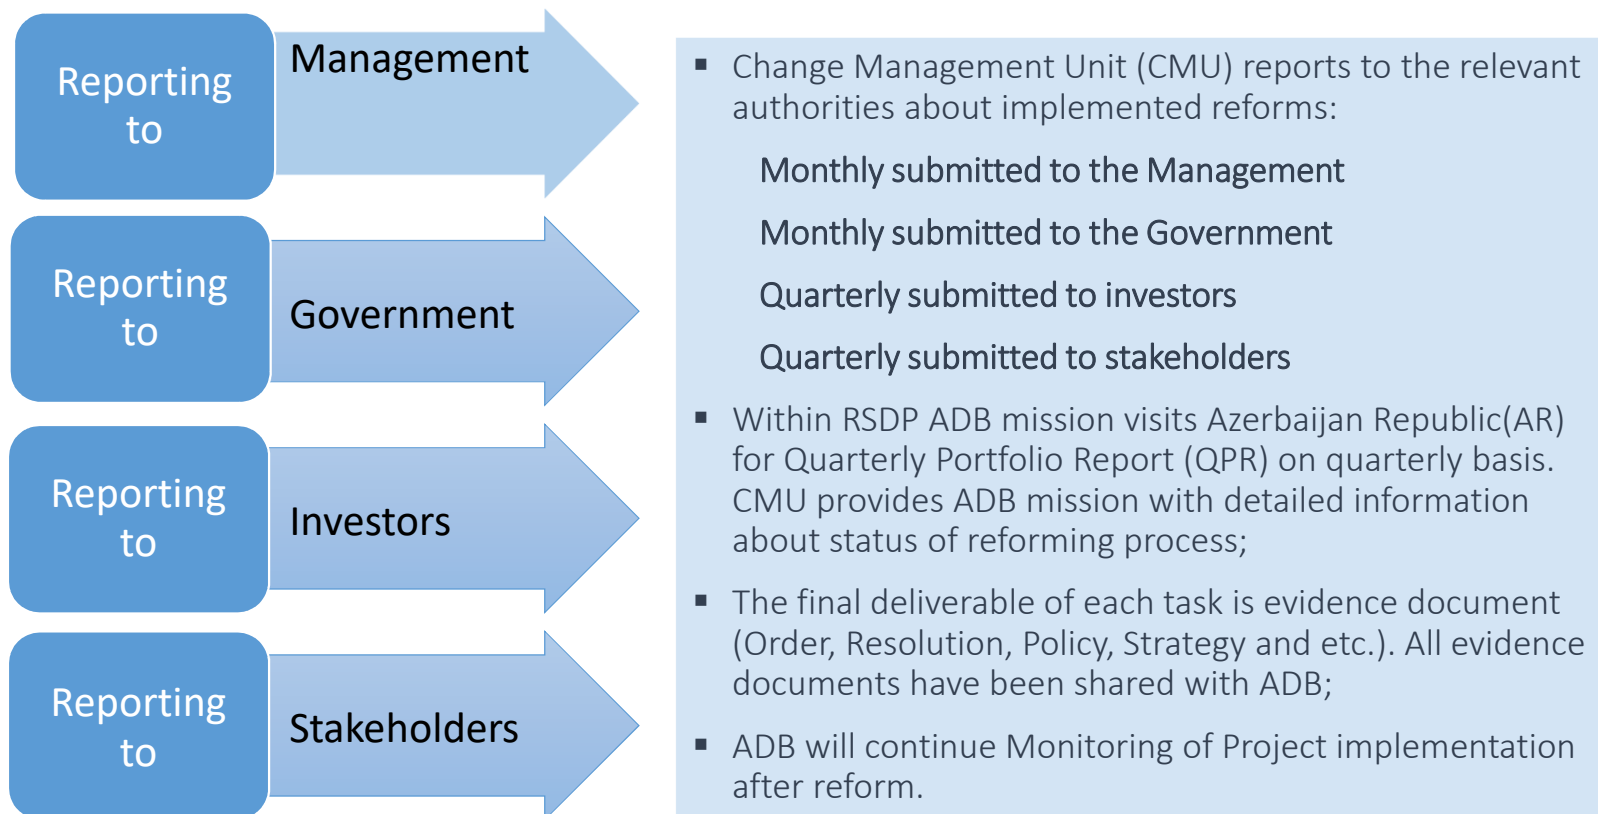 Reporting
to
Management
Reporting
to
Government
Reporting
to
Investors
Reporting
to
Stakeholders
▪ Change Management Unit (CMU) reports to the relevant
authorities about implemented reforms:
Monthly submitted to the Management
Monthly submitted to the Government
Quarterly submitted to investors
Quarterly submitted to stakeholders
▪ Within RSDP ADB mission visits Azerbaijan Republic(AR)
for Quarterly Portfolio Report (QPR) on quarterly basis.
CMU provides ADB mission with detailed information
about status of reforming process;
▪ The final deliverable of each task is evidence document
(Order, Resolution, Policy, Strategy and etc.). All evidence
documents have been shared with ADB;
▪ ADB will continue Monitoring of Project implementation
after reform.